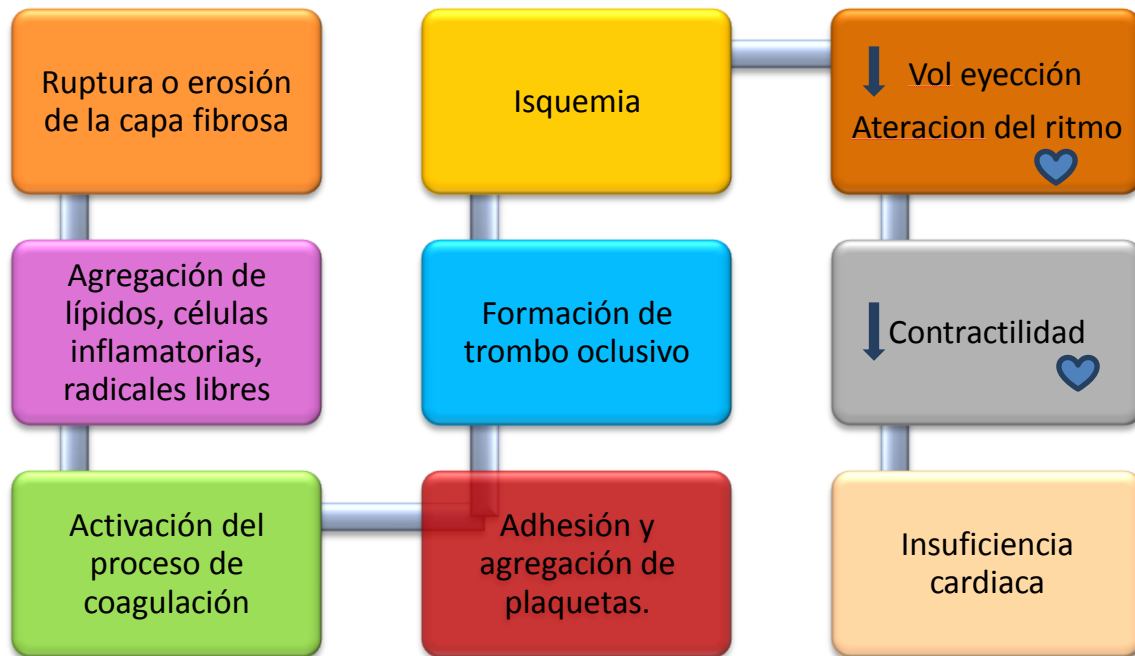 Ruptura o erosión
de la capa fibrosa
Agregación de
lípidos, células
inflamatorias,
radicales libres
Activación del
proceso de
coagulación
Adhesión y
agregación de
plaquetas.
Formación de
trombo oclusivo
Isquemia
Vol eyección
Ateracion del ritmo
Contractilidad
Insuficiencia
cardiaca